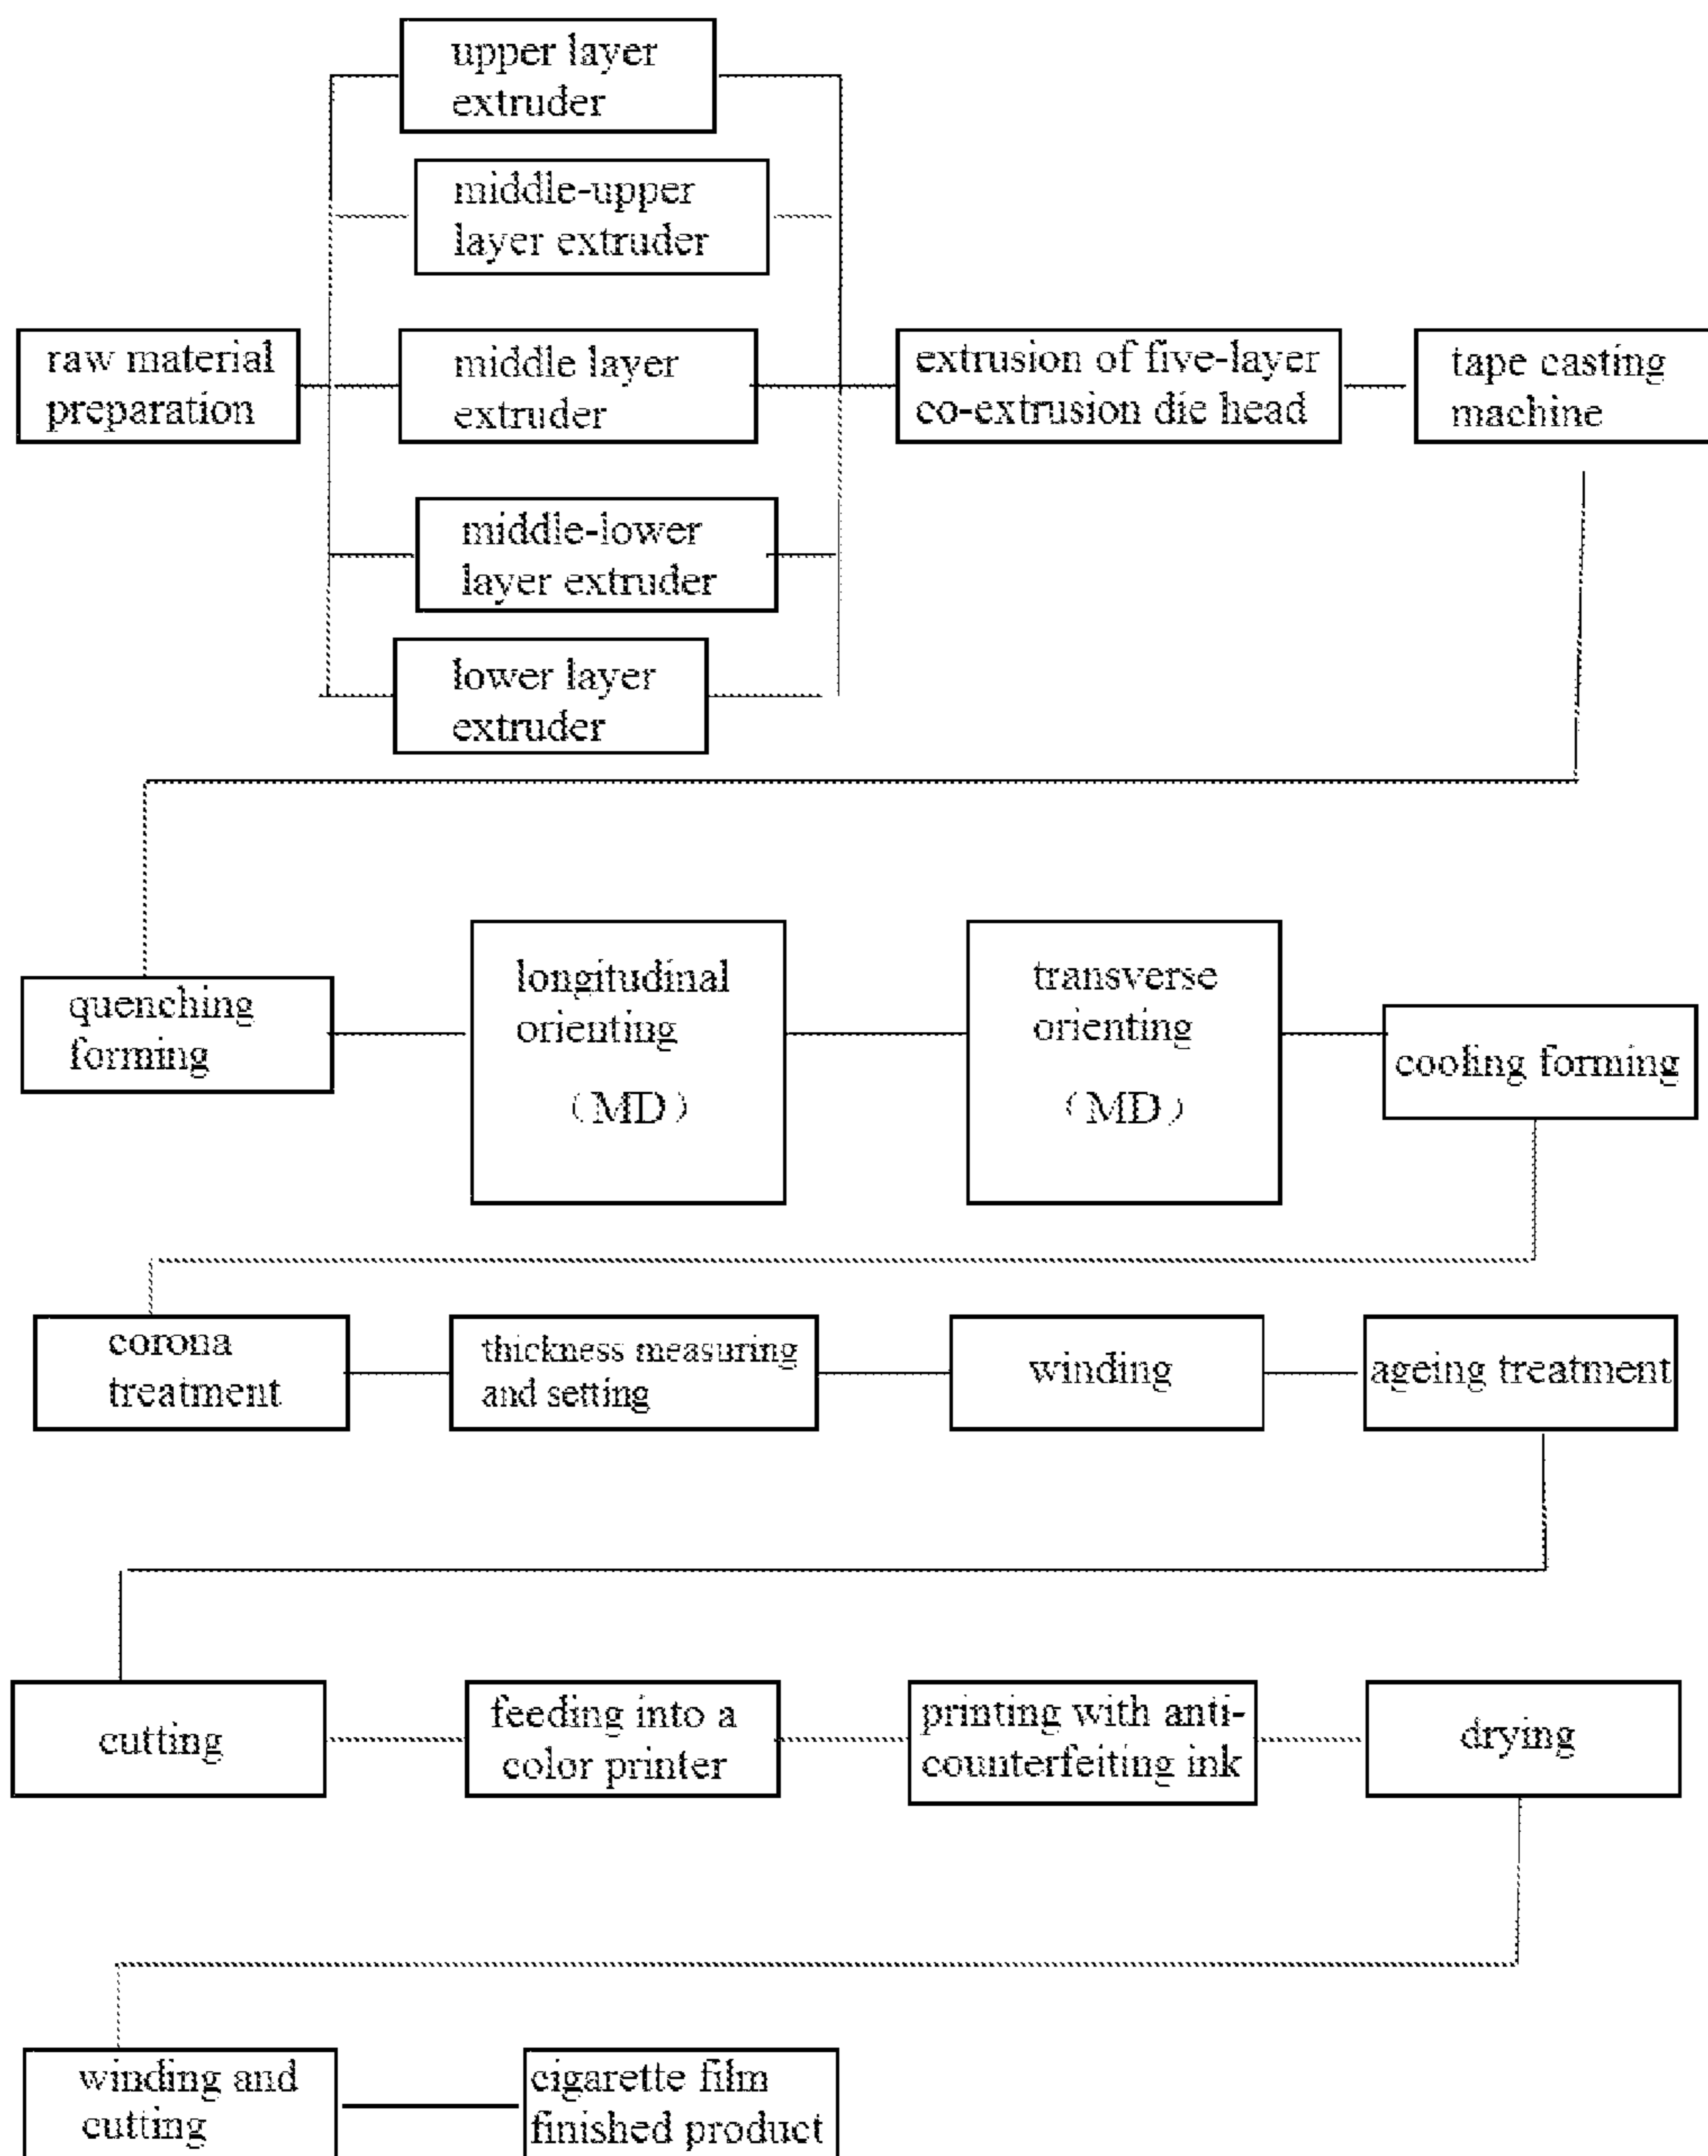 upper layer
extruder
middle-upper
layer extruder
raw material
preparation
middle layer
extruder
extrusion of five-layer
co-extrusion die head
tape casting
machine
middle-lower
layer extruder
lower layer
extruder
quenching
forming
longitudinal
orienting
(MD)
transverse
orienting
(MD)
cooling forming
corona
treatment
thickness measuring
and setting
winding
ageing treatment
cutting
feeding into a
color printer
printing with anti-
counterfeiting ink
drying
winding and
cutting
cigarette film
finished product